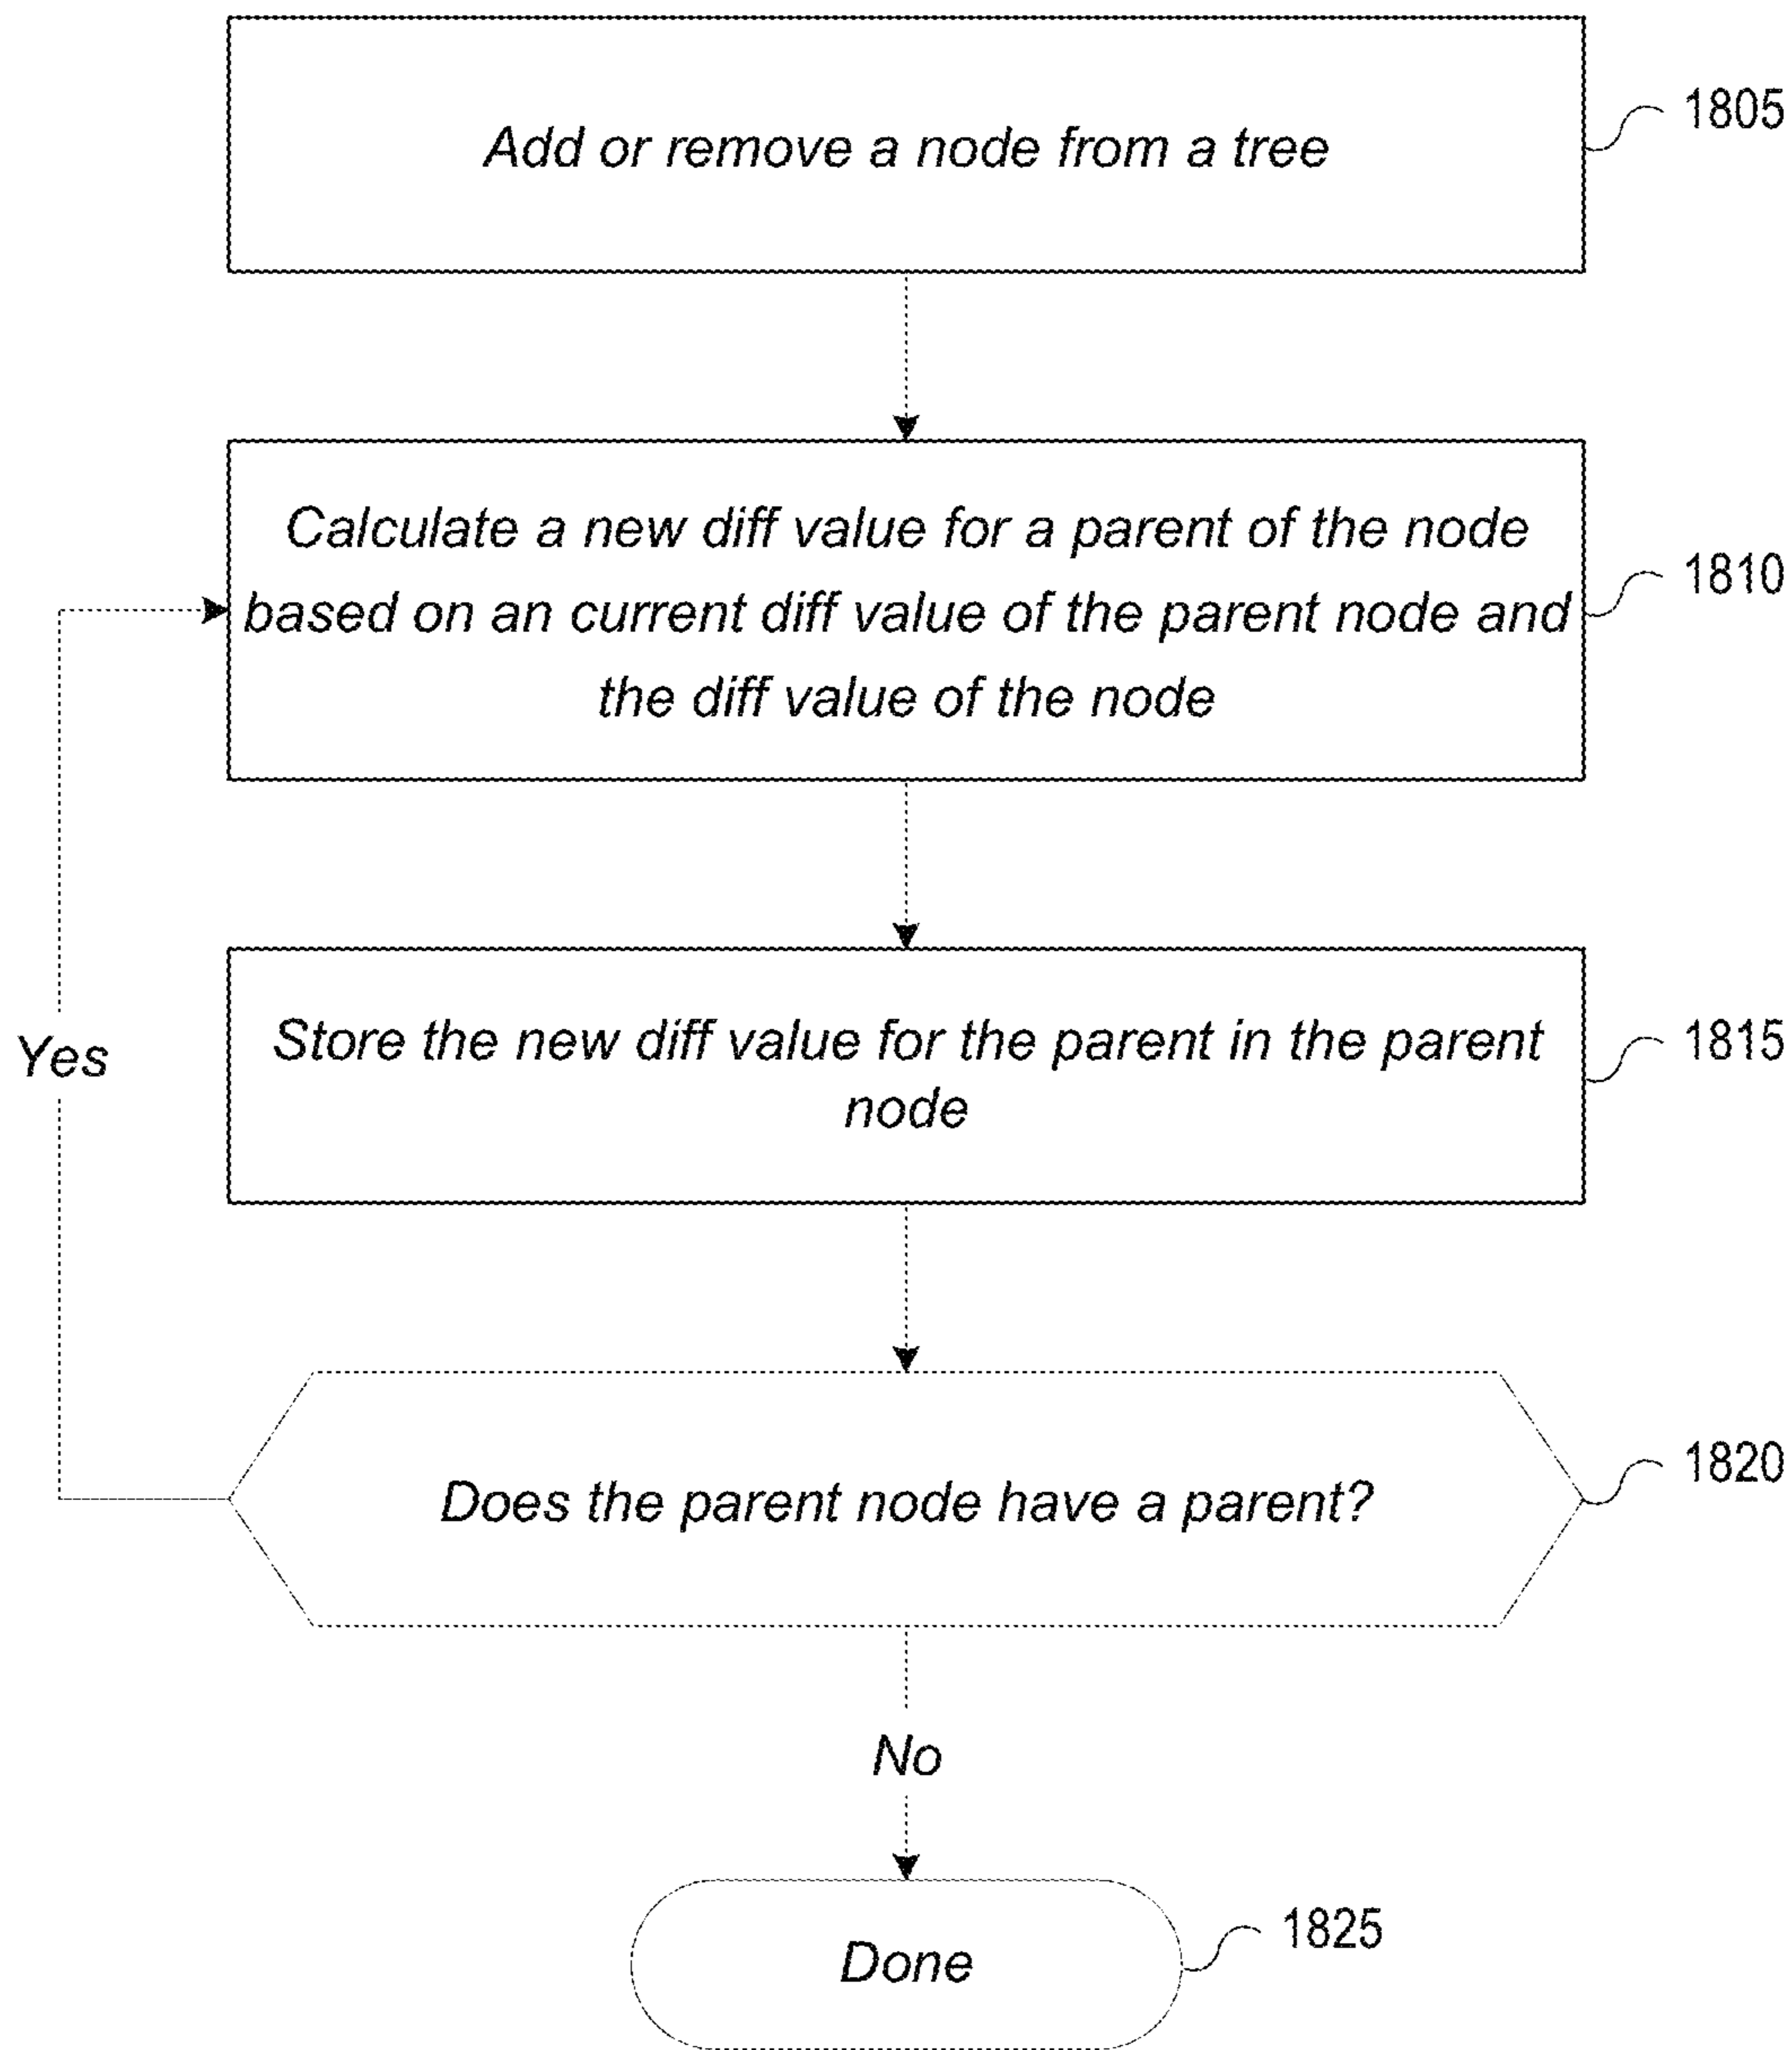 Add or remove a node from a tree
1805
Calculate a new diff value for a parent of the node
based on an current diff value of the parent node and
the diff value of the node
1810
Store the new diff value for the parent in the parent
node
1815
Yes
Does the parent node have a parent?
1820
No
Done
1825